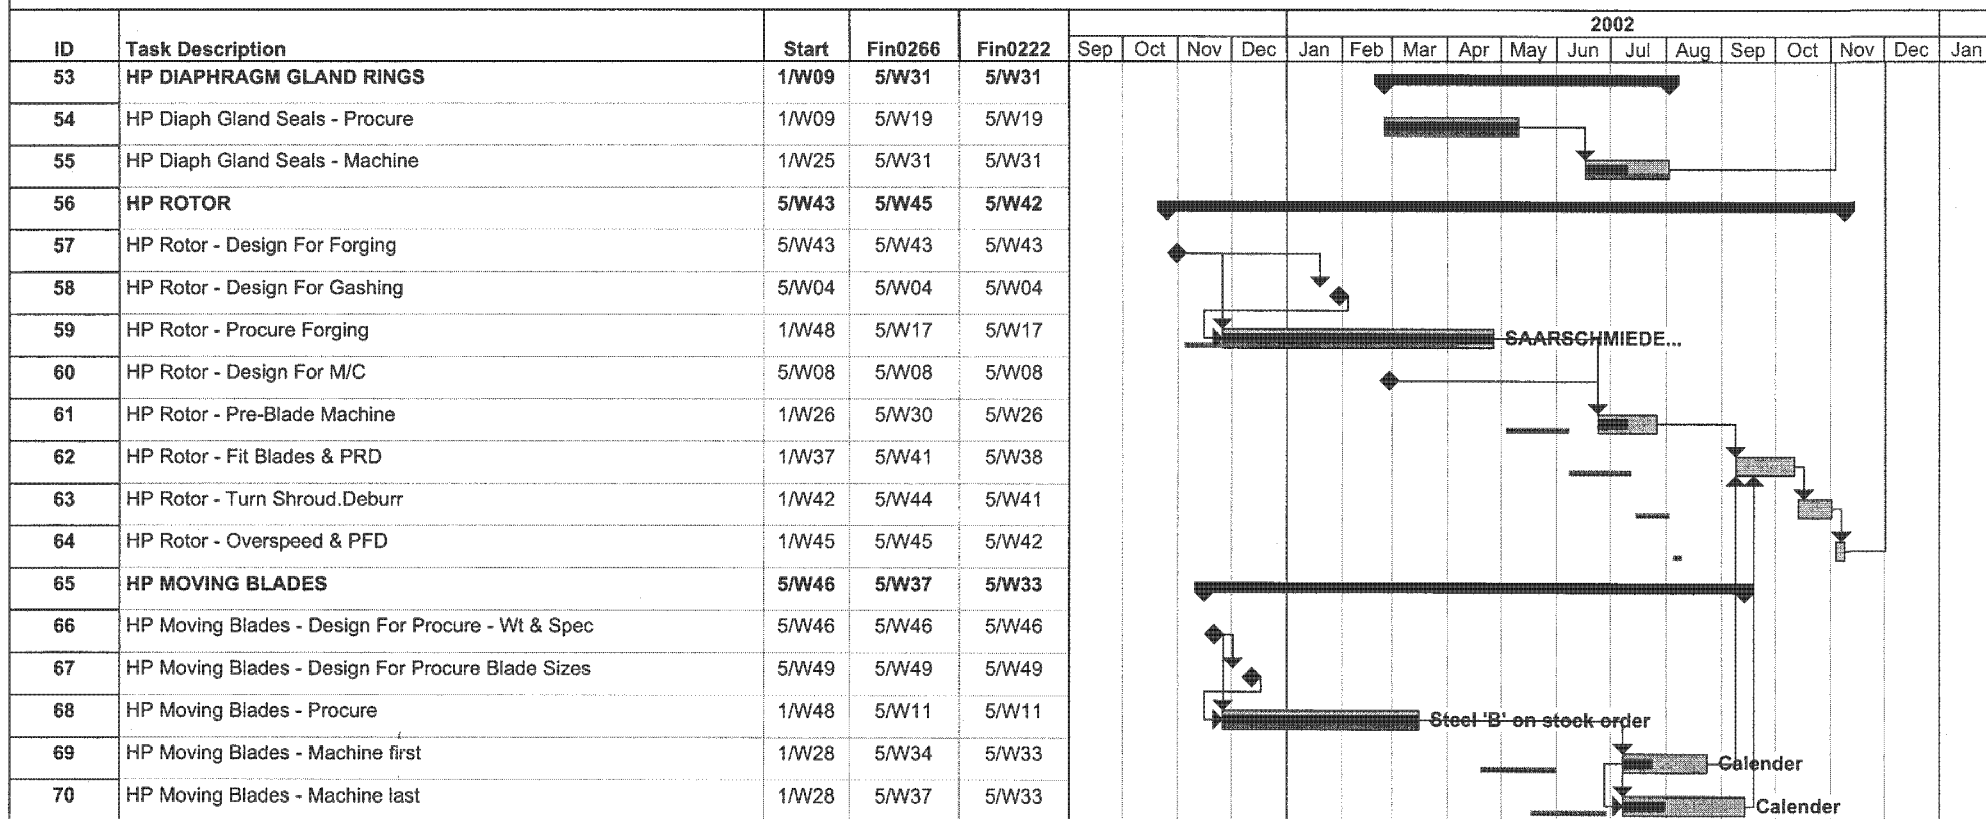 2002
ID Task Description Start Fin0266 Fin0222 Sep Oct Nov Dec Jan Feb Mar Apr May Jun Jul Aug Sep Oct Nov Dec Jan
53 HP DIAPHRAGM GLAND RINGS 1/W09 5/W31 5/W31
54 HP Diaph Gland Seals - Procure 1/W09 5/W19 5/W19
55 HP Diaph Gland Seals - Machine 1/W25 5/W31 5/W31
56 HP ROTOR 5/W43 5/W45 5/W42
57 HP Rotor - Design For Forging 5/W43 5/W43 5/W43
58 HP Rotor - Design For Gashing 5/W04 5/W04 5/W04
59 HP Rotor - Procure Forging 1/W48 5/W17 5/W17 SAARSCHMIEDE...
60 HP Rotor - Design For M/C 5/W08 5/W08 5/W08
61 HP Rotor - Pre-Blade Machine 1/W26 5/W30 5/W26
62 HP Rotor - Fit Blades & PRD 1/W37 5/W41 5/W38
63 HP Rotor - Turn Shroud.Deburr 1/W42 5/W44 5/W41
64 HP Rotor - Overspeed & PFD 1/W45 5/W45 5/W42
65 HP MOVING BLADES 5/W46 5/W37 5/W33
66 HP Moving Blades - Design For Procure - Wt & Spec 5/W46 5/W46 5/W46
67 HP Moving Blades - Design For Procure Blade Sizes 5/W49 5/W49 5/W49
68 HP Moving Blades - Procure 1/W48 5/W11 5/W11 Steel 'B' on stock order
69 HP Moving Blades - Machine first 1/W28 5/W34 5/W33 Calender
70 HP Moving Blades - Machine last 1/W28 5/W37 5/W33 Calender